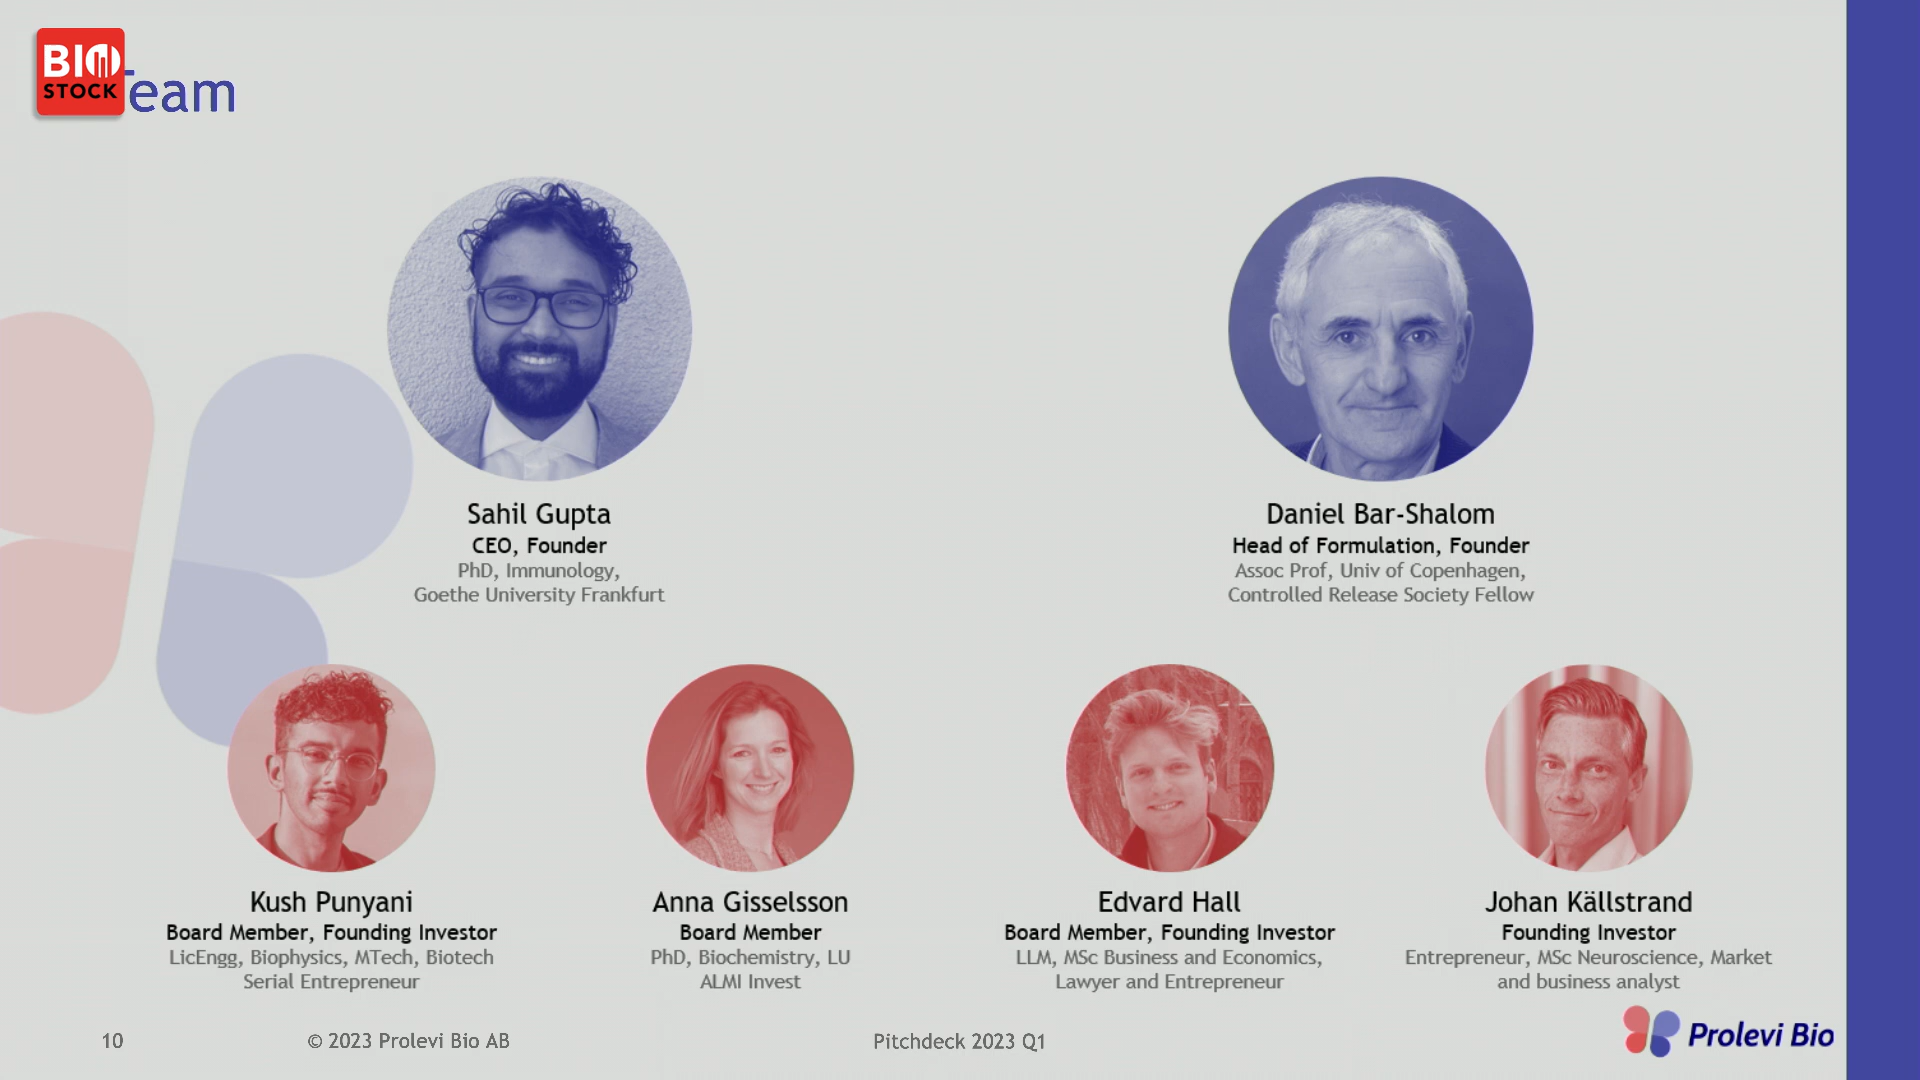 BIO
STOCK
Team
Sahil Gupta
CEO, Founder
PhD, Immunology,
Goethe University Frankfurt
Daniel Bar-Shalom
Head of Formulation, Founder
Assoc Prof, Univ of Copenhagen,
Controlled Release Society Fellow
Kush Punyani
Board Member, Founding Investor
LicEngg, Biophysics, MTech, Biotech
Serial Entrepreneur
Anna Gisselsson
Board Member
PhD, Biochemistry, LU
ALMI Invest
Edvard Hall
Board Member, Founding Investor
LLM, MSc Business and Economics,
Lawyer and Entrepreneur
Johan Källstrand
Founding Investor
Entrepreneur, MSc Neuroscience, Market
and business analyst
10
© 2023 Prolevi Bio AB
Pitchdeck 2023 Q1
Prolevi Bio